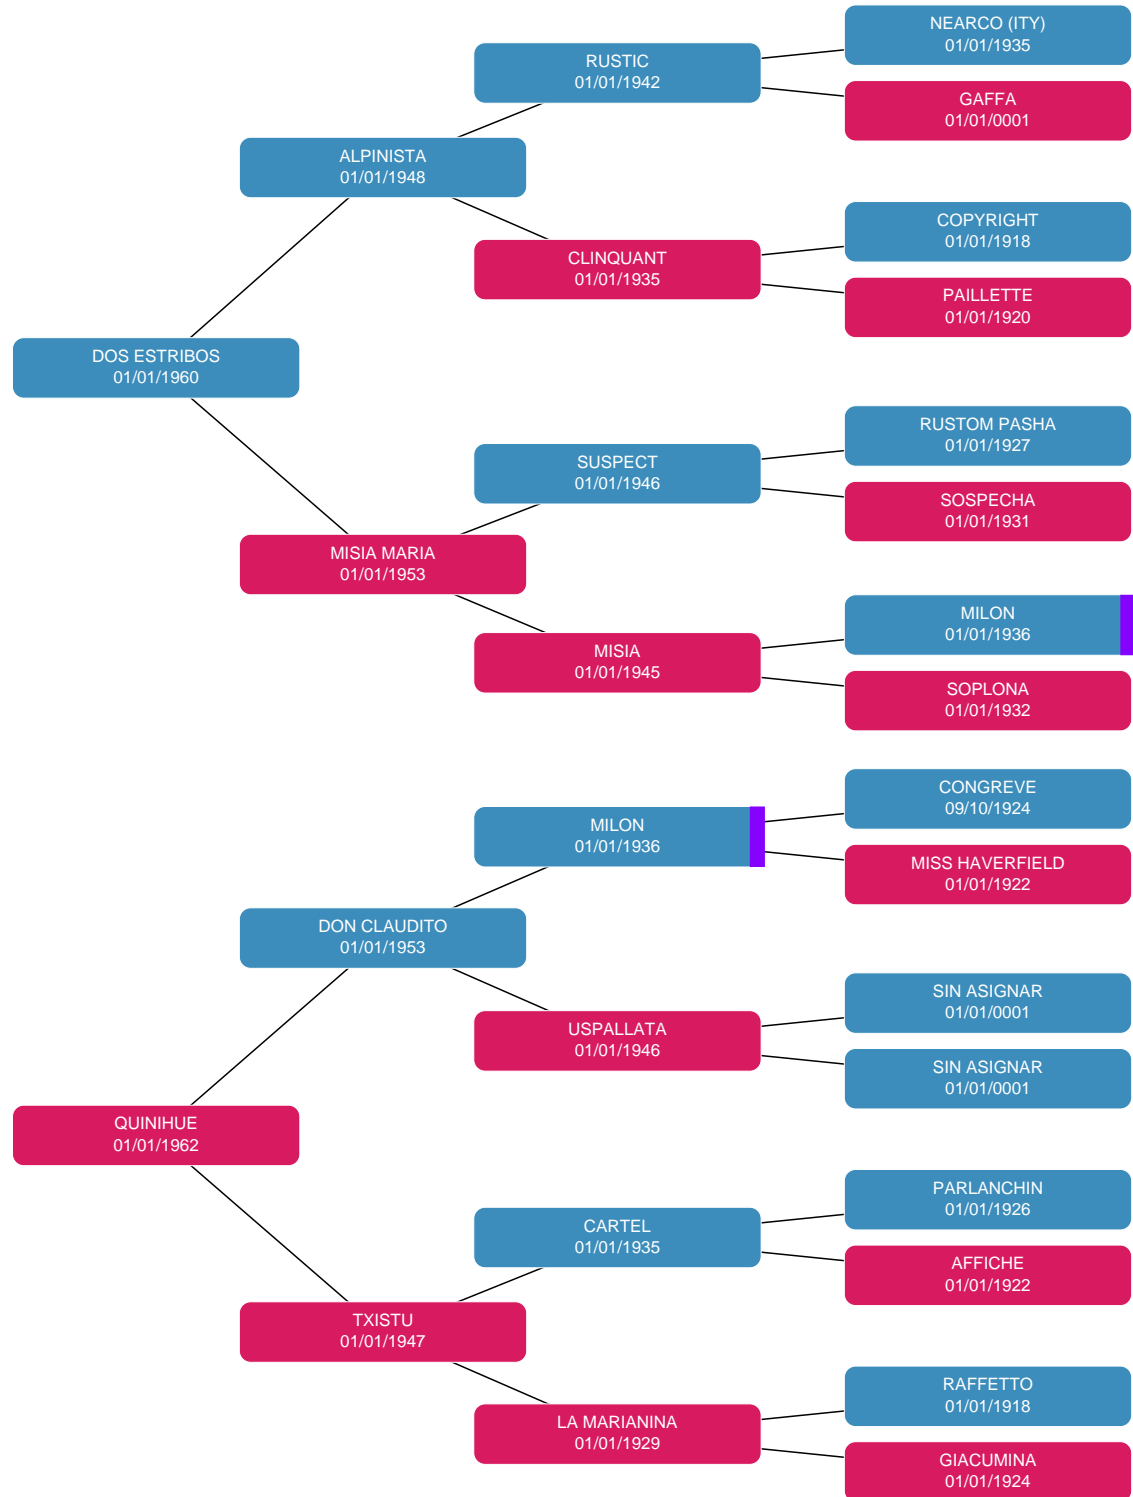 NEARCO (ITY)
01/01/1935
RUSTIC
01/01/1942
GAFFA
01/01/0001
ALPINISTA
01/01/1948
COPYRIGHT
01/01/1918
CLINQUANT
01/01/1935
PAILLETTE
01/01/1920
DOS ESTRIBOS
01/01/1960
RUSTOM PASHA
01/01/1927
SUSPECT
01/01/1946
SOSPECHA
01/01/1931
MISIA MARIA
01/01/1953
MILON
01/01/1936
MISIA
01/01/1945
SOPLONA
01/01/1932
CONGREVE
09/10/1924
MILON
01/01/1936
MISS HAVERFIELD
01/01/1922
DON CLAUDITO
01/01/1953
SIN ASIGNAR
01/01/0001
USPALLATA
01/01/1946
SIN ASIGNAR
01/01/0001
QUINIHUE
01/01/1962
PARLANCHIN
01/01/1926
CARTEL
01/01/1935
AFFICHE
01/01/1922
TXISTU
01/01/1947
RAFFETTO
01/01/1918
LA MARIANINA
01/01/1929
GIACUMINA
01/01/1924